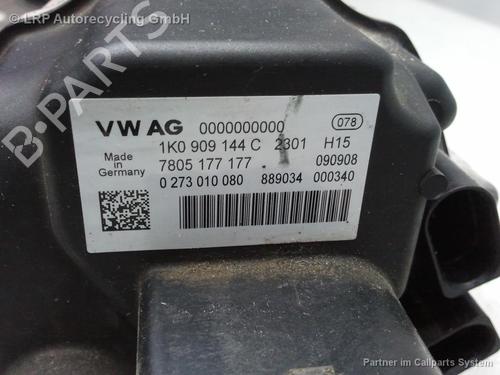 © LRP Autorecycling GmbH
B-PARTS
VW AG 0000000000 078
1K0 909 144 C 2301 H15
Made in Germany 7805 177 177 090908
0 273 010 080 889034 000340
Partner im Callparts System